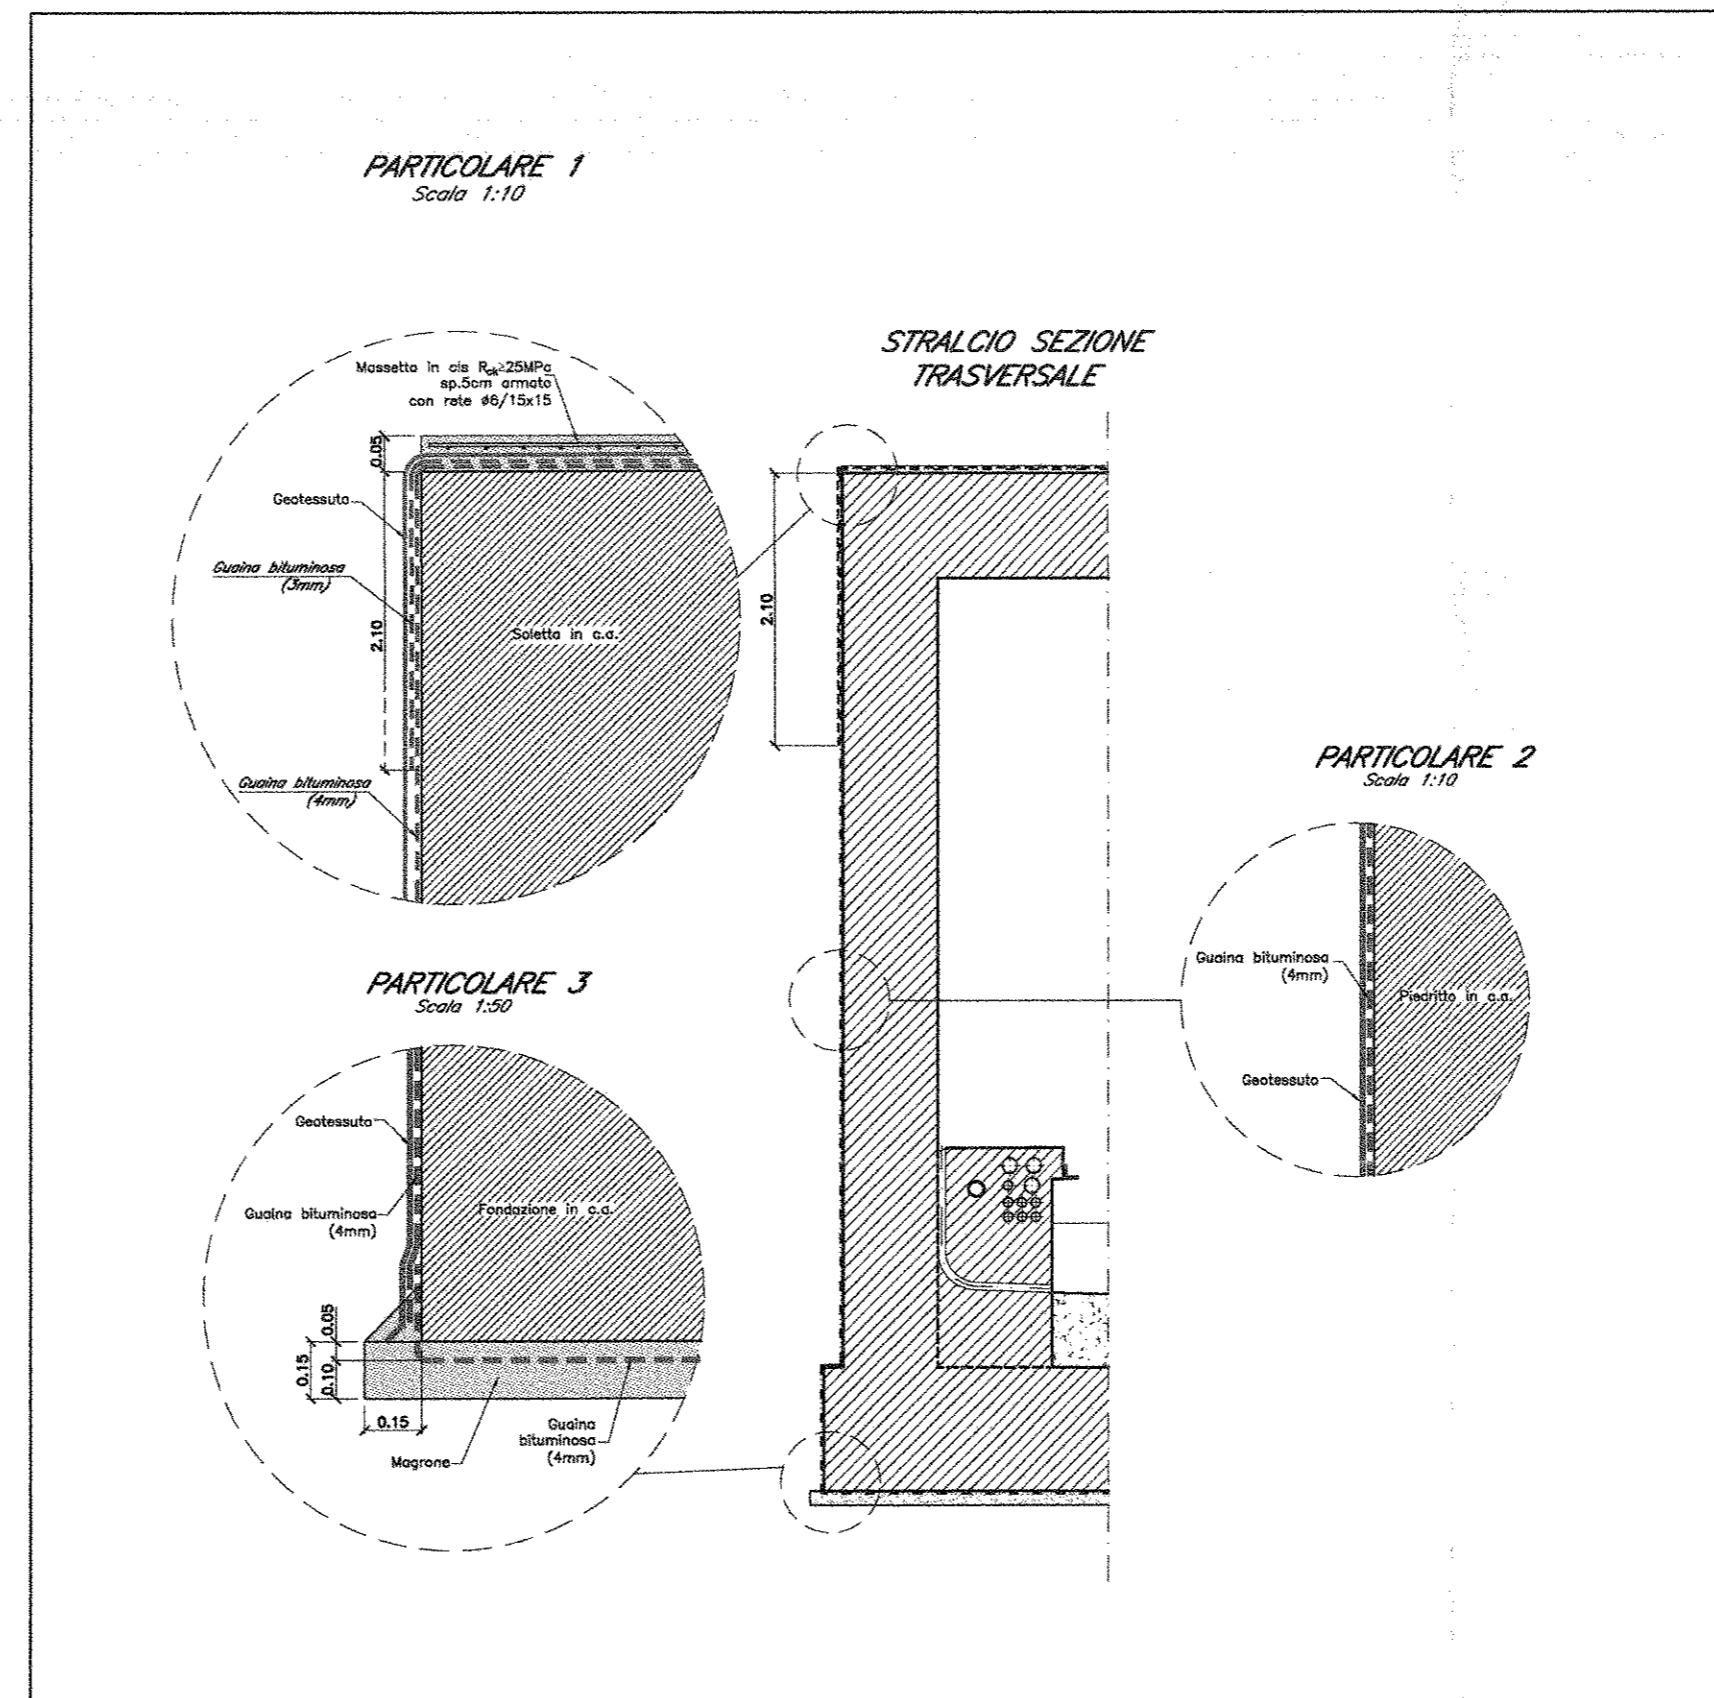 PARTICOLARE 1
Scala 1:10
Massetto in cls Rck≥25MPa
sp.5cm armato
con rete ø6/15x15
0.05
Geotessuto
Guaina bituminosa
(3mm)
2.10
Soletta in c.a.
Guaina bituminosa
(4mm)
STRALCIO SEZIONE
TRASVERSALE
2.10
PARTICOLARE 2
Scala 1:10
Guaina bituminosa
(4mm)
Piedritto in c.a.
Geotessuto
PARTICOLARE 3
Scala 1:50
Geotessuto
Guaina bituminosa
(4mm)
Fondazione in c.a.
0.05
0.15
0.10
0.15
Guaina
bituminosa
(4mm)
Magrone